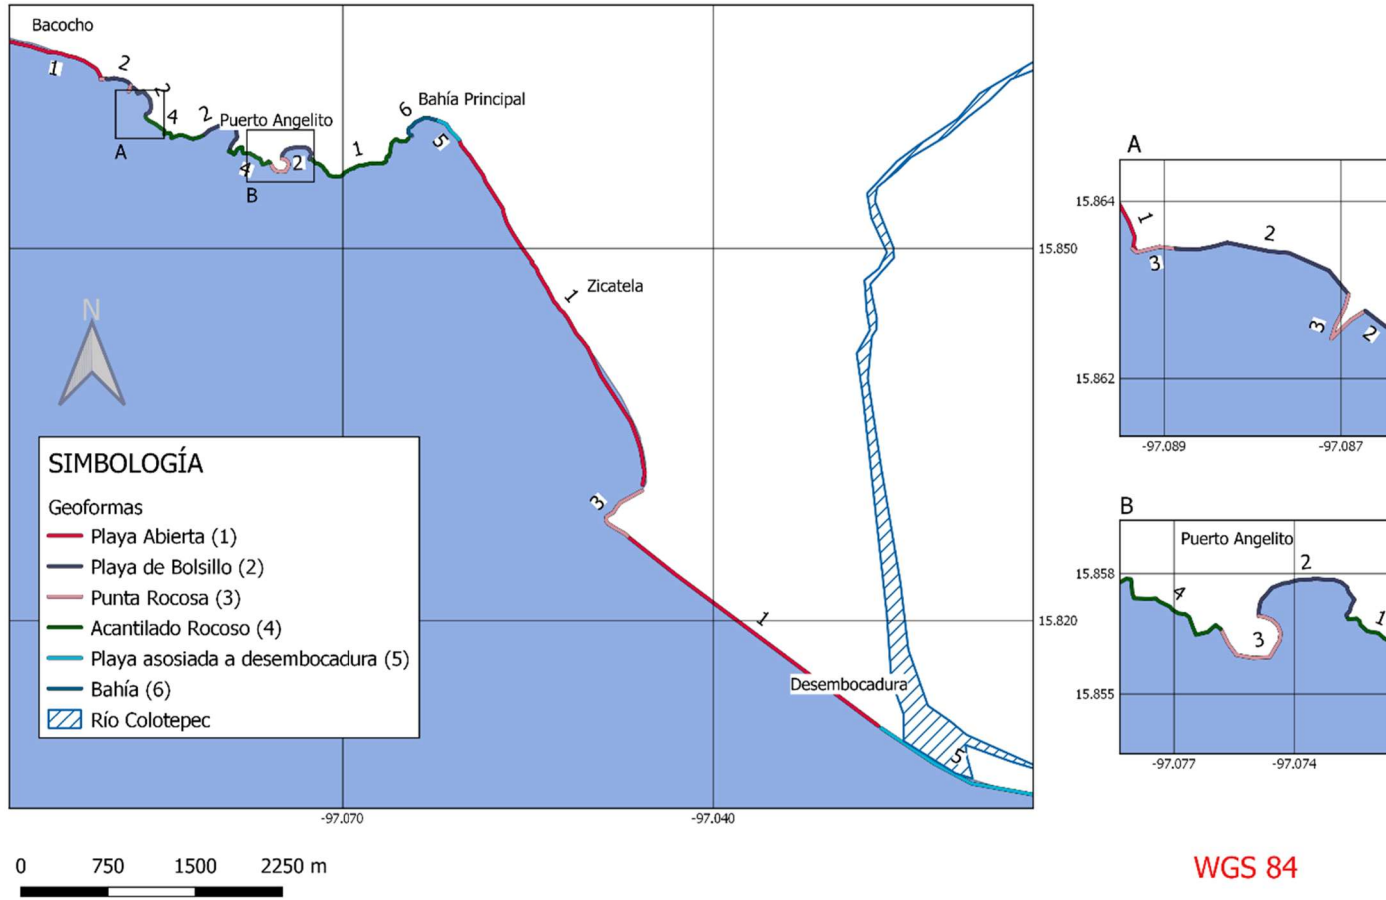 Bacocho
1
2
2
4
A
2
Puerto Angelito
4
2
B
1
6
Bahía Principal
5
1
Zicatela
15.850
N
3
1
15.820
Desembocadura
5
-97.070
-97.040
SIMBOLOGÍA
Geoformas
Playa Abierta (1)
Playa de Bolsillo (2)
Punta Rocosa (3)
Acantilado Rocoso (4)
Playa asosiada a desembocadura (5)
Bahía (6)
Río Colotepec
0 750 1500 2250 m
A
15.864
1
3
2
3
2
15.862
-97.089 -97.087
B
Puerto Angelito
15.858
4
2
3
1
15.855
-97.077 -97.074
WGS 84